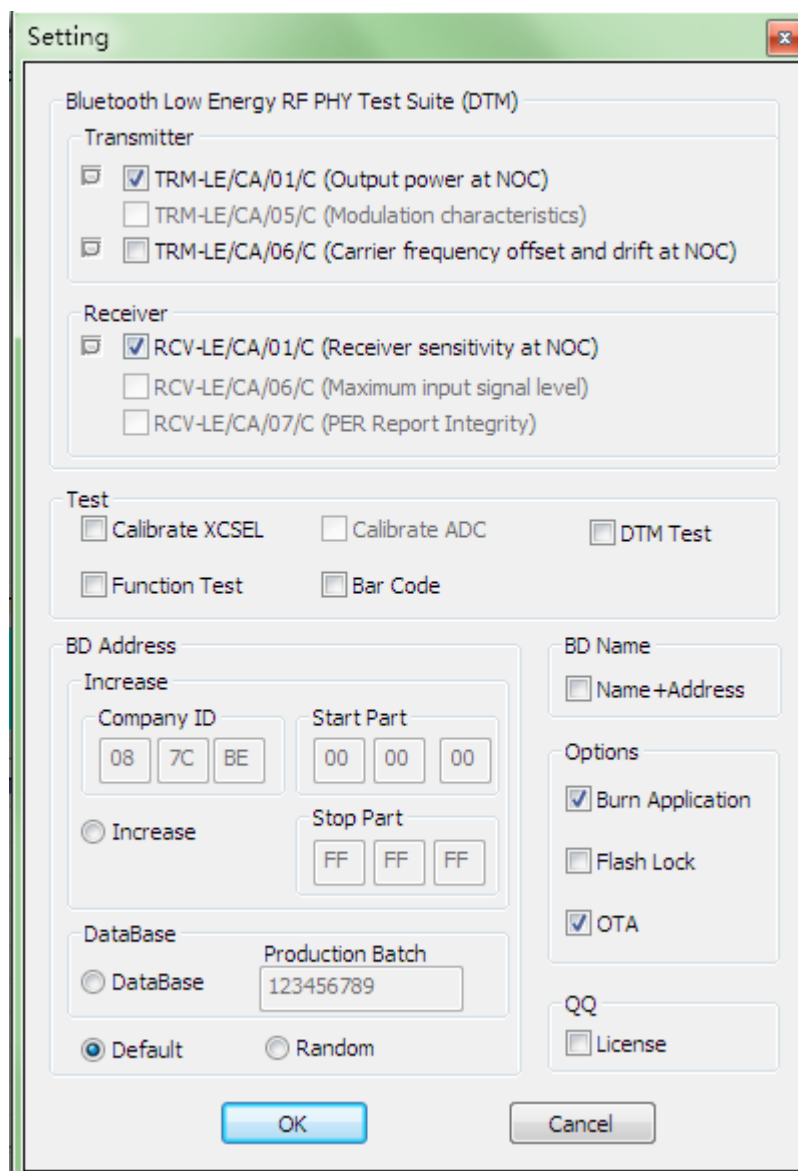 Setting
Bluetooth Low Energy RF PHY Test Suite (DTM)
Transmitter
TRM-LE/CA/01/C (Output power at NOC)
TRM-LE/CA/05/C (Modulation characteristics)
TRM-LE/CA/06/C (Carrier frequency offset and drift at NOC)
Receiver
RCV-LE/CA/01/C (Receiver sensitivity at NOC)
RCV-LE/CA/06/C (Maximum input signal level)
RCV-LE/CA/07/C (PER Report Integrity)
Test
Calibrate XCSEL
Calibrate ADC
DTM Test
Function Test
Bar Code
BD Address
Increase
Company ID
08 7C BE
Start Part
00 00 00
Increase
Stop Part
FF FF FF
DataBase
DataBase
Production Batch
123456789
Default
Random
BD Name
Name+Address
Options
Burn Application
Flash Lock
OTA
QQ
License
OK
Cancel